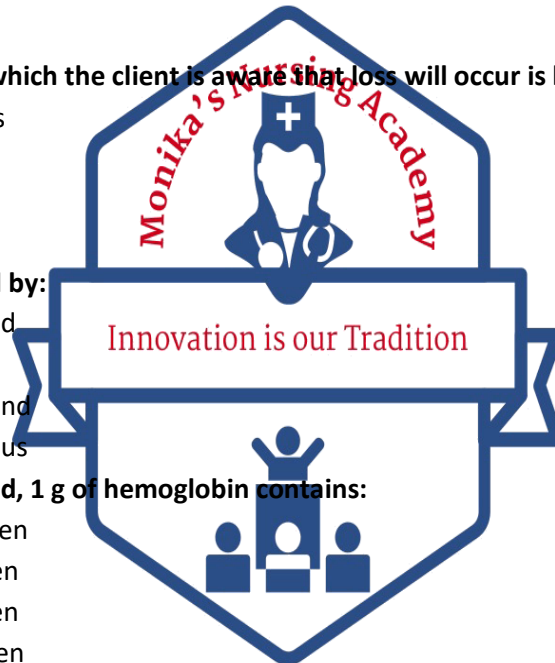 which the client is aware that loss will occur is
s
Monika's Nursing Academy
d by:
d
Innovation is our Tradition
nd
us
d, 1 g of hemoglobin contains:
en
en
en
en